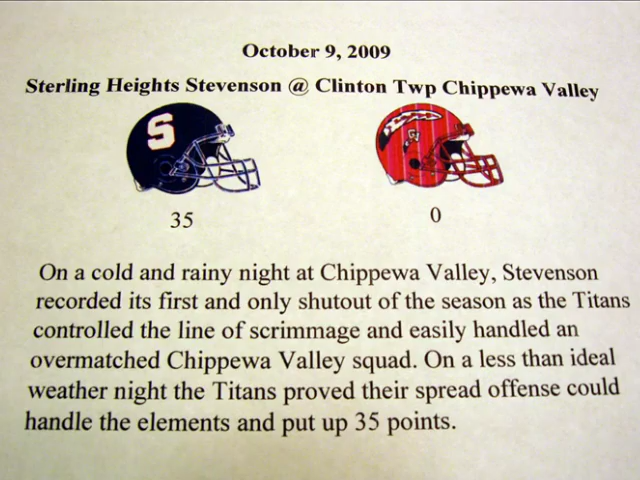 October 9, 2009
Sterling Heights Stevenson @ Clinton Twp Chippewa Valley
S
35
0
On a cold and rainy night at Chippewa Valley, Stevenson
recorded its first and only shutout of the season as the Titans
controlled the line of scrimmage and easily handled an
overmatched Chippewa Valley squad. On a less than ideal
weather night the Titans proved their spread offense could
handle the elements and put up 35 points.